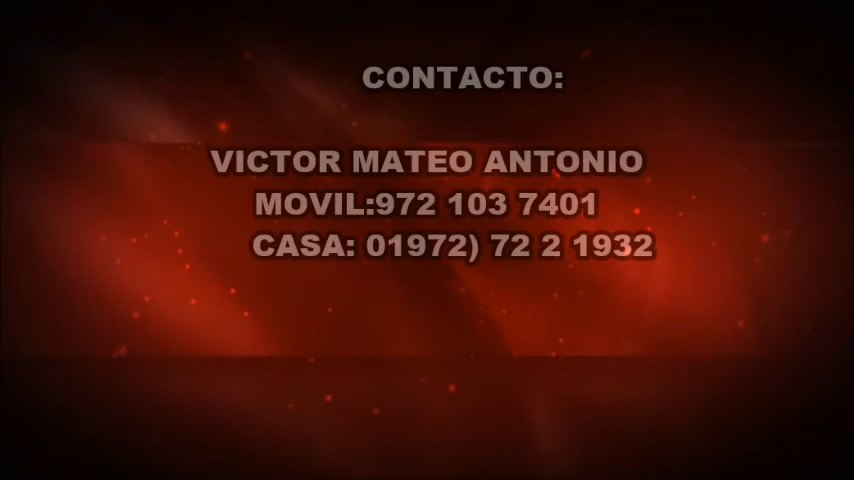 CONTACTO:
VICTOR MATEO ANTONIO
MOVIL:972 103 7401
CASA: 01972) 72 2 1932